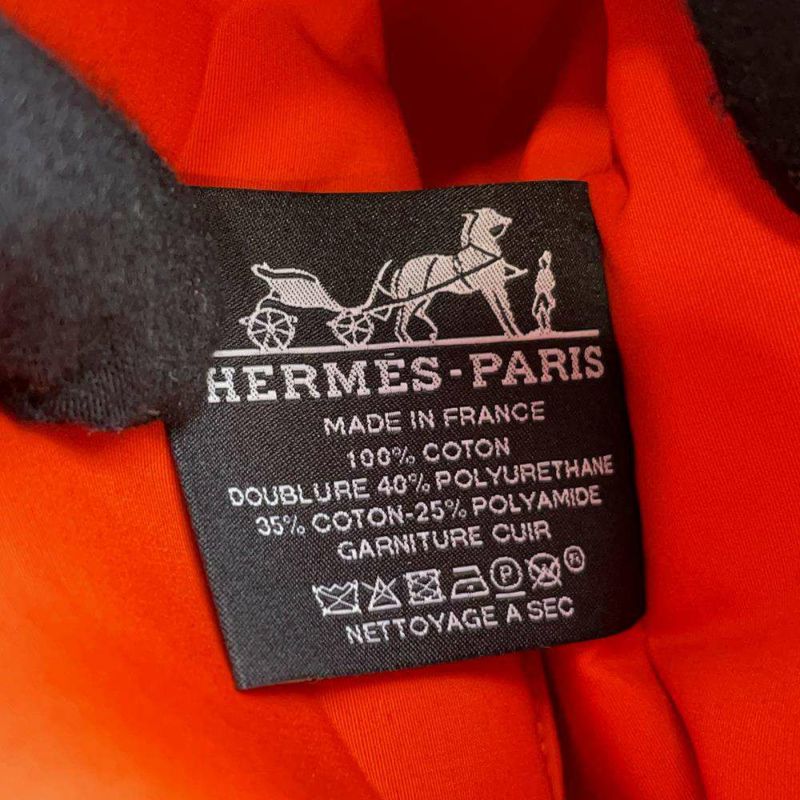 HERMÈS-PARIS
MADE IN FRANCE
100% COTON
DOUBLURE 40% POLYURETHANE
35% COTON-25% POLYAMIDE
GARNITURE CUIR
P R
NETTOYAGE A SEC